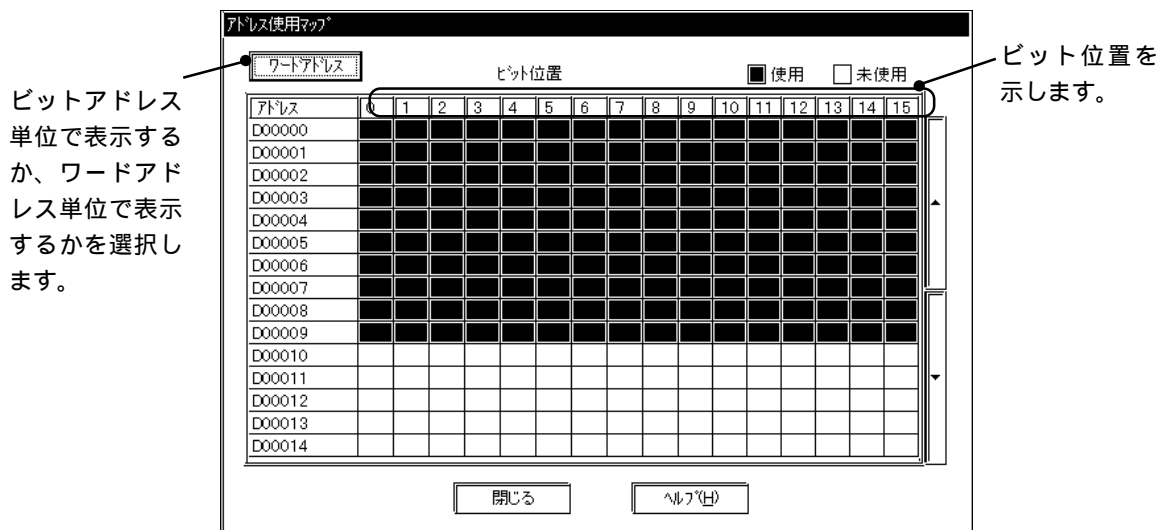 アドレス使用マップ
ワードアドレス
ビット位置
使用 未使用
ビット位置を
示します。
ビットアドレス
単位で表示する
か、ワードアド
レス単位で表示
するかを選択し
ます。
アドレス 0 1 2 3 4 5 6 7 8 9 10 11 12 13 14 15
D00000
D00001
D00002
D00003
D00004
D00005
D00006
D00007
D00008
D00009
D00010
D00011
D00012
D00013
D00014
閉じる ヘルプ(H)